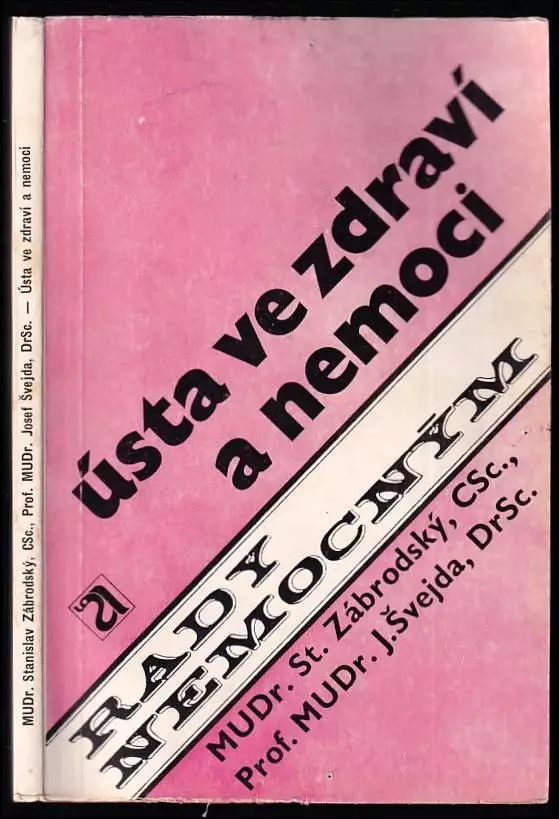 MUDr. Stanislav Zábrodský, CSc., Prof. MUDr. Josef Švejda, DrSc. — Ústa ve zdraví a nemoci
ústa ve zdraví
a nemoci
RADY
NEMOCNÝM
MUDr. St. Zábrodský, CSc.,
Prof. MUDr. J.Švejda, DrSc.